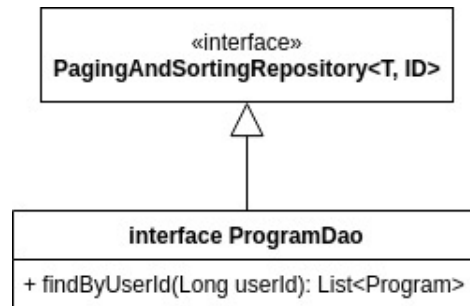 «interface»
PagingAndSortingRepository<T, ID>
interface ProgramDao
+ findByUserId(Long userId): List<Program>